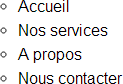 Accueil
Nos services
A propos
Nous contacter